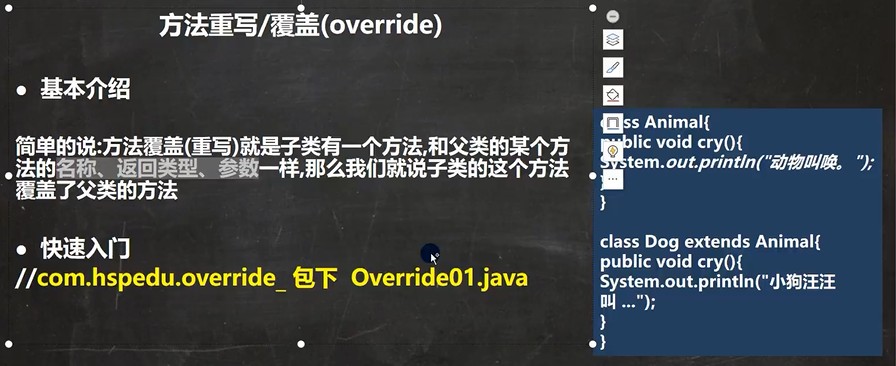 方法重写/覆盖(override)
● 基本介绍
简单的说:方法覆盖(重写)就是子类有一个方法,和父类的某个方
法的名称、返回类型、参数一样,那么我们就说子类的这个方法
覆盖了父类的方法
● 快速入门
//com.hspedu.override_ 包下 Override01.java
Animal{
public void cry(){
System.out.println("动物叫唤。");
}
class Dog extends Animal{
public void cry(){
System.out.println("小狗汪汪
叫 ...");
}
}